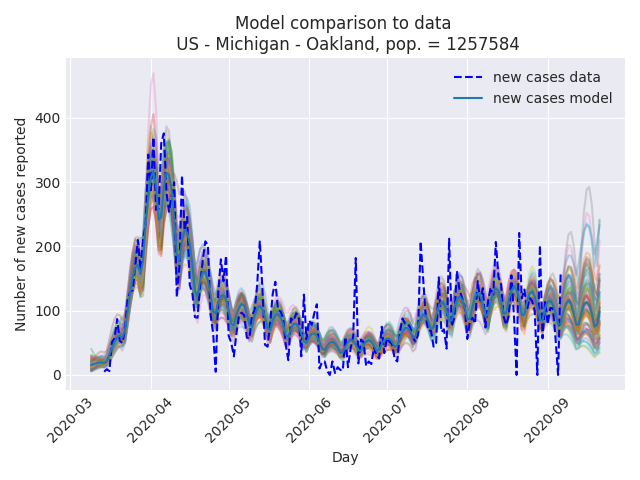 Model comparison to data
US - Michigan - Oakland, pop. = 1257584
new cases data
new cases model
Number of new cases reported
400
300
200
100
0
2020-03
2020-04
2020-05
2020-06
2020-07
2020-08
2020-09
Day